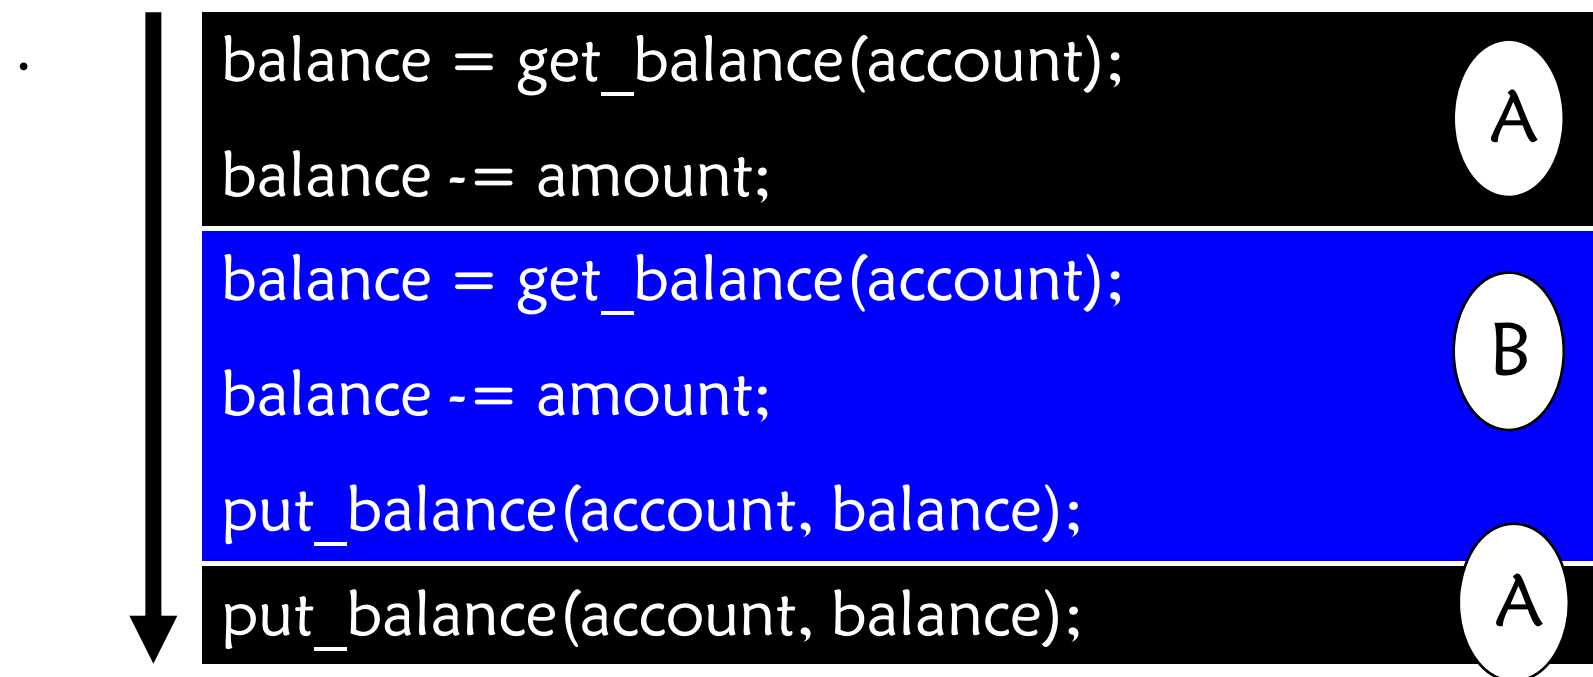 .
balance = get_balance(account);
A
balance -= amount;
balance = get_balance(account);
B
balance -= amount;
put_balance(account, balance);
put_balance(account, balance);
A